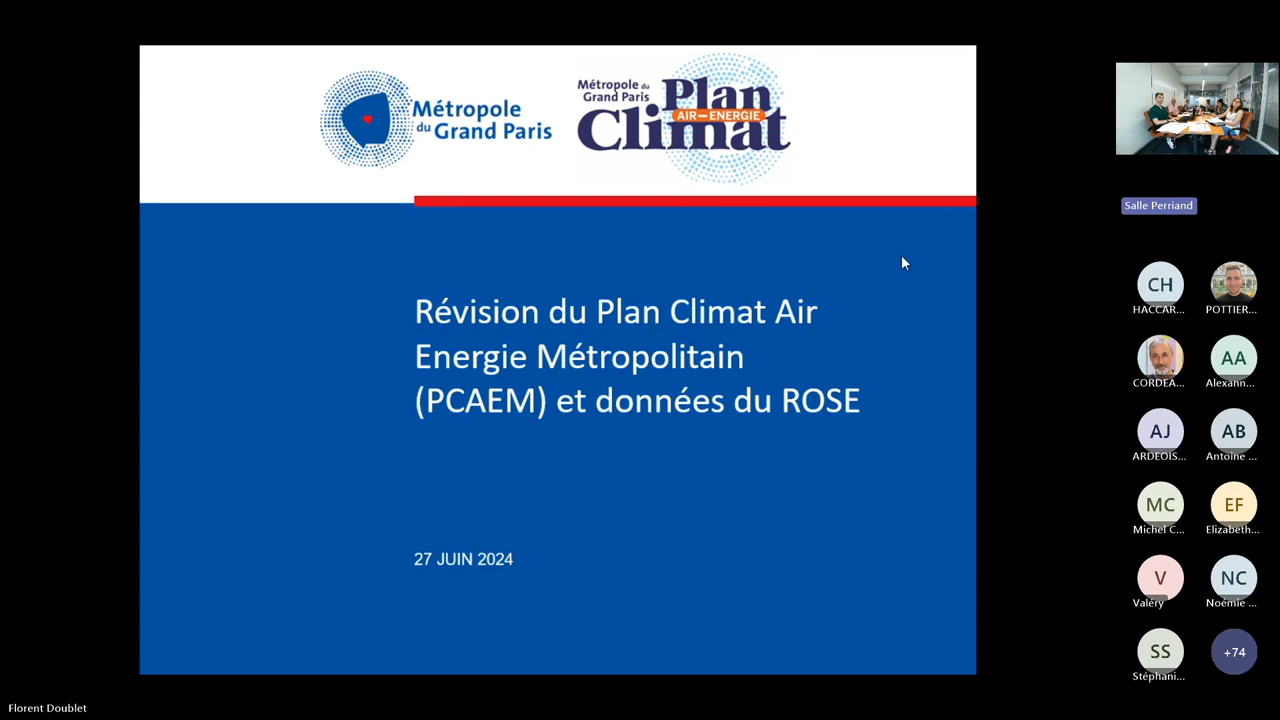 Métropole
du Grand Paris
Métropole du
Grand Paris
Plan
AIR-ENERGIE
Climat
Révision du Plan Climat Air
Energie Métropolitain
(PCAEM) et données du ROSE
27 JUIN 2024
Salle Perriand
CH
HACCAR...
POTTIER...
CORDEA...
AA
Alexann...
AJ
ARDEOIS...
AB
Antoine ...
MC
Michel C...
EF
Elizabeth...
V
Valéry
NC
Noémie ...
SS
Stéphani...
+74
Florent Doublet